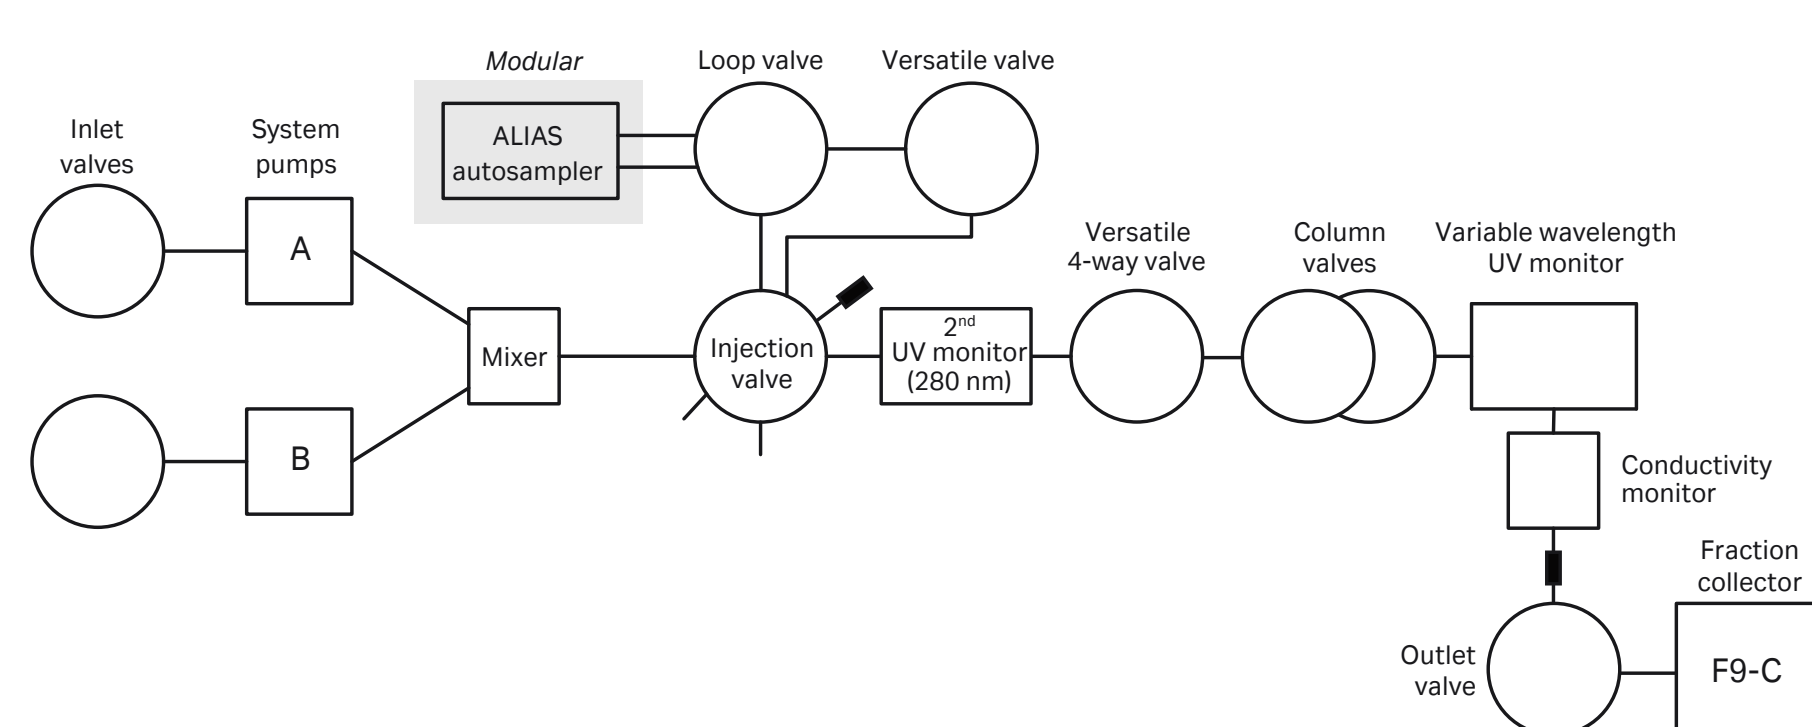 Modular
Loop valve
Versatile valve
ALIAS
autosampler
Inlet
valves
System
pumps
A
B
Mixer
Injection
valve
2nd
UV monitor
(280 nm)
Versatile
4-way valve
Column
valves
Variable wavelength
UV monitor
Conductivity
monitor
Fraction
collector
Outlet
valve
F9-C